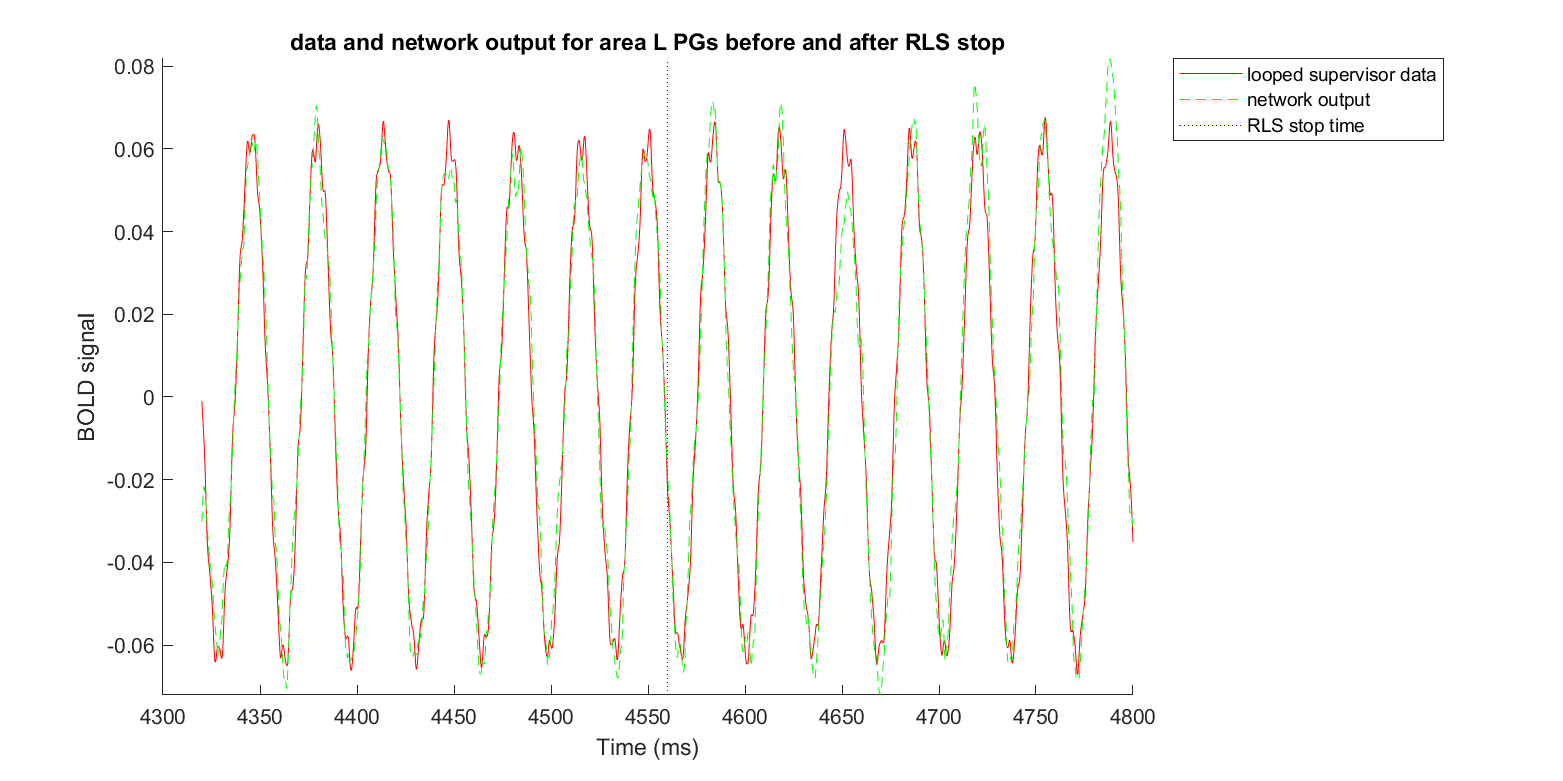 data and network output for area L PGs before and after RLS stop
looped supervisor data
network output
RLS stop time
0.08
0.06
0.04
0.02
0
-0.02
-0.04
-0.06
BOLD signal
4300 4350 4400 4450 4500 4550 4600 4650 4700 4750 4800
Time (ms)